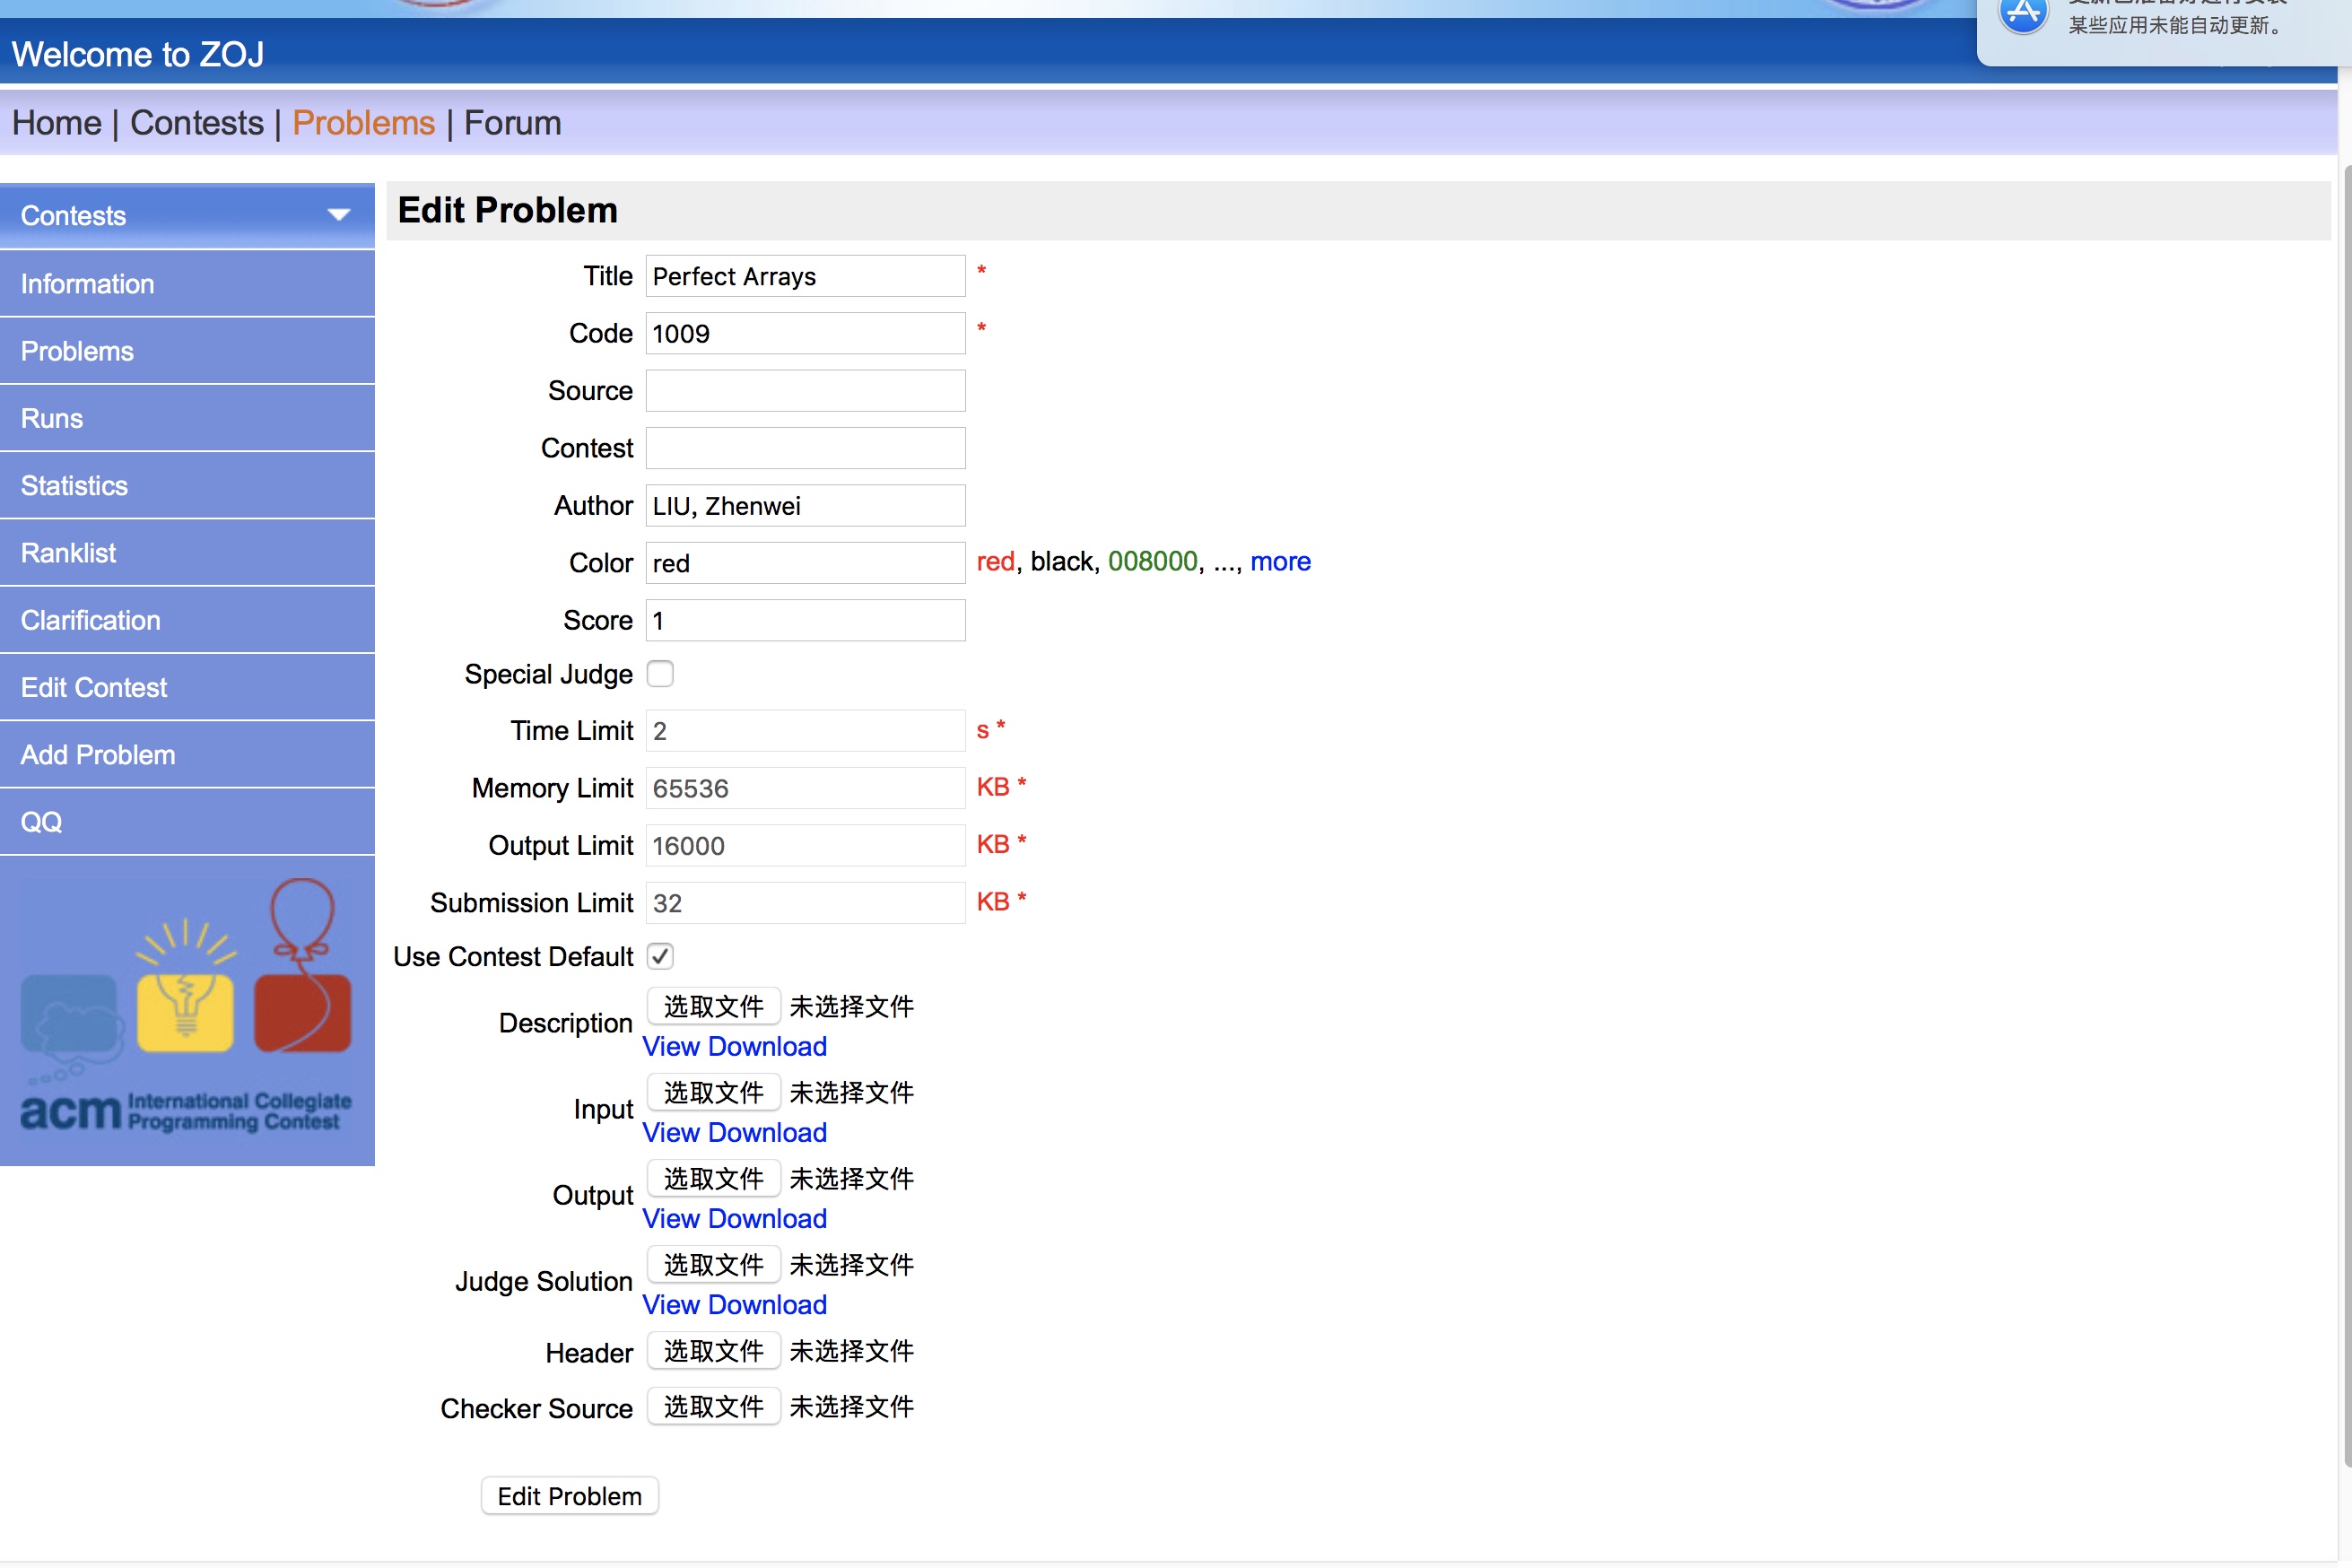 某些应用未能自动更新。
Welcome to ZOJ
Home | Contests | Problems | Forum
Contests
Information
Problems
Runs
Statistics
Ranklist
Clarification
Edit Contest
Add Problem
QQ
acm International Collegiate
Programming Contest
Edit Problem
Title Perfect Arrays *
Code 1009 *
Source
Contest
Author LIU, Zhenwei
Color red red, black, 008000, ..., more
Score 1
Special Judge
Time Limit 2 s *
Memory Limit 65536 KB *
Output Limit 16000 KB *
Submission Limit 32 KB *
Use Contest Default
Description 选取文件 未选择文件
View Download
Input 选取文件 未选择文件
View Download
Output 选取文件 未选择文件
View Download
Judge Solution 选取文件 未选择文件
View Download
Header 选取文件 未选择文件
Checker Source 选取文件 未选择文件
Edit Problem